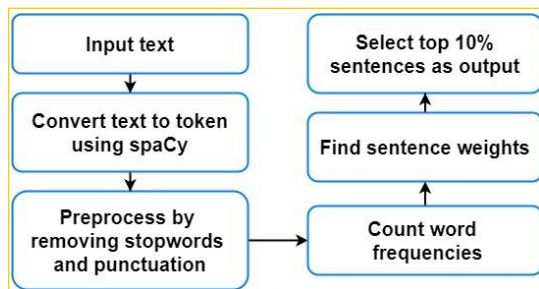 Input text
Convert text to token
using spaCy
Preprocess by
removing stopwords
and punctuation
Count word
frequencies
Find sentence weights
Select top 10%
sentences as output